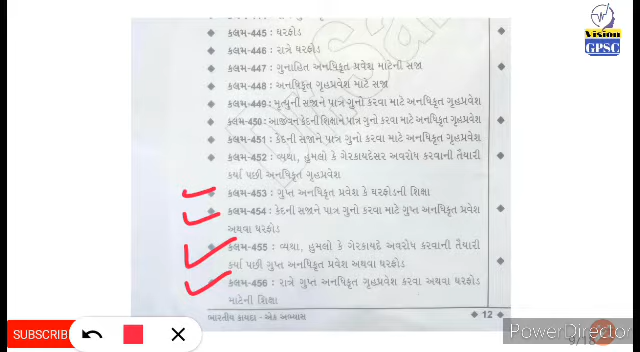 Vision
GPSC
કલમ-445 : ઘરફોડ
કલમ-446 : રાત્રે ઘરફોડ
કલમ-447 : ગુનાહિત અનધિકૃત પ્રવેશ માટેની સજા
કલમ-448 : અનધિકૃત ગૃહપ્રવેશ માટે સજા
કલમ-449 : મૃત્યુની સજાને પાત્ર ગુનો કરવા માટે અનધિકૃત ગૃહપ્રવેશ
કલમ-450 : આજીવન કેદની શિક્ષાને પાત્ર ગુનો કરવા માટે અનધિકૃત ગૃહપ્રવેશ
કલમ-451 : કેદની સજાને પાત્ર ગુનો કરવા માટે અનધિકૃત ગૃહપ્રવેશ
કલમ-452 : વ્યથા, હુમલો કે ગેરકાયદેસર અવરોધ કરવાની તૈયારી
કર્યા પછી અનધિકૃત ગૃહપ્રવેશ
કલમ-453 : ગુપ્ત અનધિકૃત પ્રવેશ કે ઘરફોડની શિક્ષા
કલમ-454 : કેદની સજાને પાત્ર ગુનો કરવા માટે ગુપ્ત અનધિકૃત પ્રવેશ
અથવા ઘરફોડ
કલમ-455 : વ્યથા, હુમલો કે ગેરકાયદે અવરોધ કરવાની તૈયારી
કર્યા પછી ગુપ્ત અનધિકૃત પ્રવેશ અથવા ઘરફોડ
કલમ-456 : રાત્રે ગુપ્ત અનધિકૃત ગૃહપ્રવેશ કરવા અથવા ઘરફોડ
માટેની શિક્ષા
ભારતીય કાયદા - એક અભ્યાસ
12
SUBSCRIB
PowerDirector